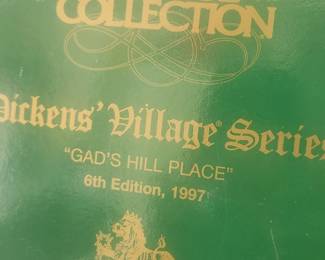 COLLECTION
Dickens' Village® Series
"GAD'S HILL PLACE"
6th Edition, 1997